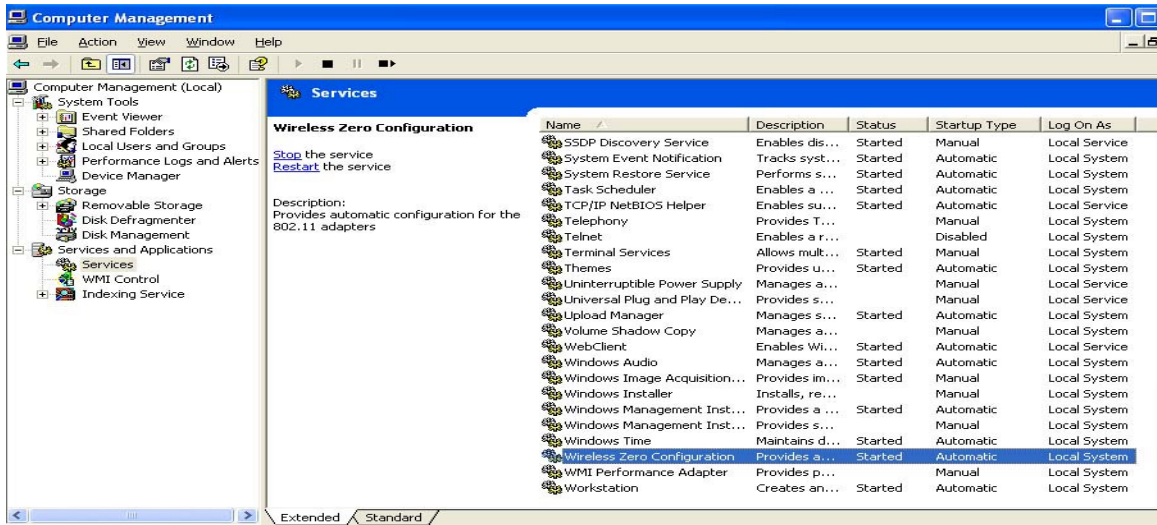 Computer Management
File Action View Window Help
Computer Management (Local)
System Tools
Event Viewer
Shared Folders
Local Users and Groups
Performance Logs and Alerts
Device Manager
Storage
Removable Storage
Disk Defragmenter
Disk Management
Services and Applications
Services
WMI Control
Indexing Service
Services
Wireless Zero Configuration
Stop the service
Restart the service
Description:
Provides automatic configuration for the
802.11 adapters
Name Description Status Startup Type Log On As
SSDP Discovery Service Enables dis... Started Manual Local Service
System Event Notification Tracks syst... Started Automatic Local System
System Restore Service Performs s... Started Automatic Local System
Task Scheduler Enables a ... Started Automatic Local System
TCP/IP NetBIOS Helper Enables su... Started Automatic Local Service
Telephony Provides T... Manual Local System
Telnet Enables a r... Disabled Local System
Terminal Services Allows mult... Started Manual Local System
Themes Provides u... Started Automatic Local System
Uninterruptible Power Supply Manages a... Manual Local Service
Universal Plug and Play De... Provides s... Manual Local Service
Upload Manager Manages s... Started Automatic Local System
Volume Shadow Copy Manages a... Manual Local System
WebClient Enables Wi... Started Automatic Local Service
Windows Audio Manages a... Started Automatic Local System
Windows Image Acquisition... Provides im... Started Manual Local System
Windows Installer Installs, re... Manual Local System
Windows Management Inst... Provides a ... Started Automatic Local System
Windows Management Inst... Provides s... Manual Local System
Windows Time Maintains d... Started Automatic Local System
Wireless Zero Configuration Provides a... Started Automatic Local System
WMI Performance Adapter Provides p... Manual Local System
Workstation Creates an... Started Automatic Local System
Extended Standard